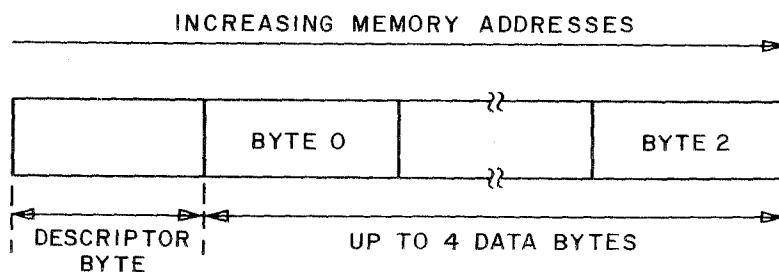 INCREASING MEMORY ADDRESSES
BYTE 0
BYTE 2
DESCRIPTOR
BYTE
UP TO 4 DATA BYTES